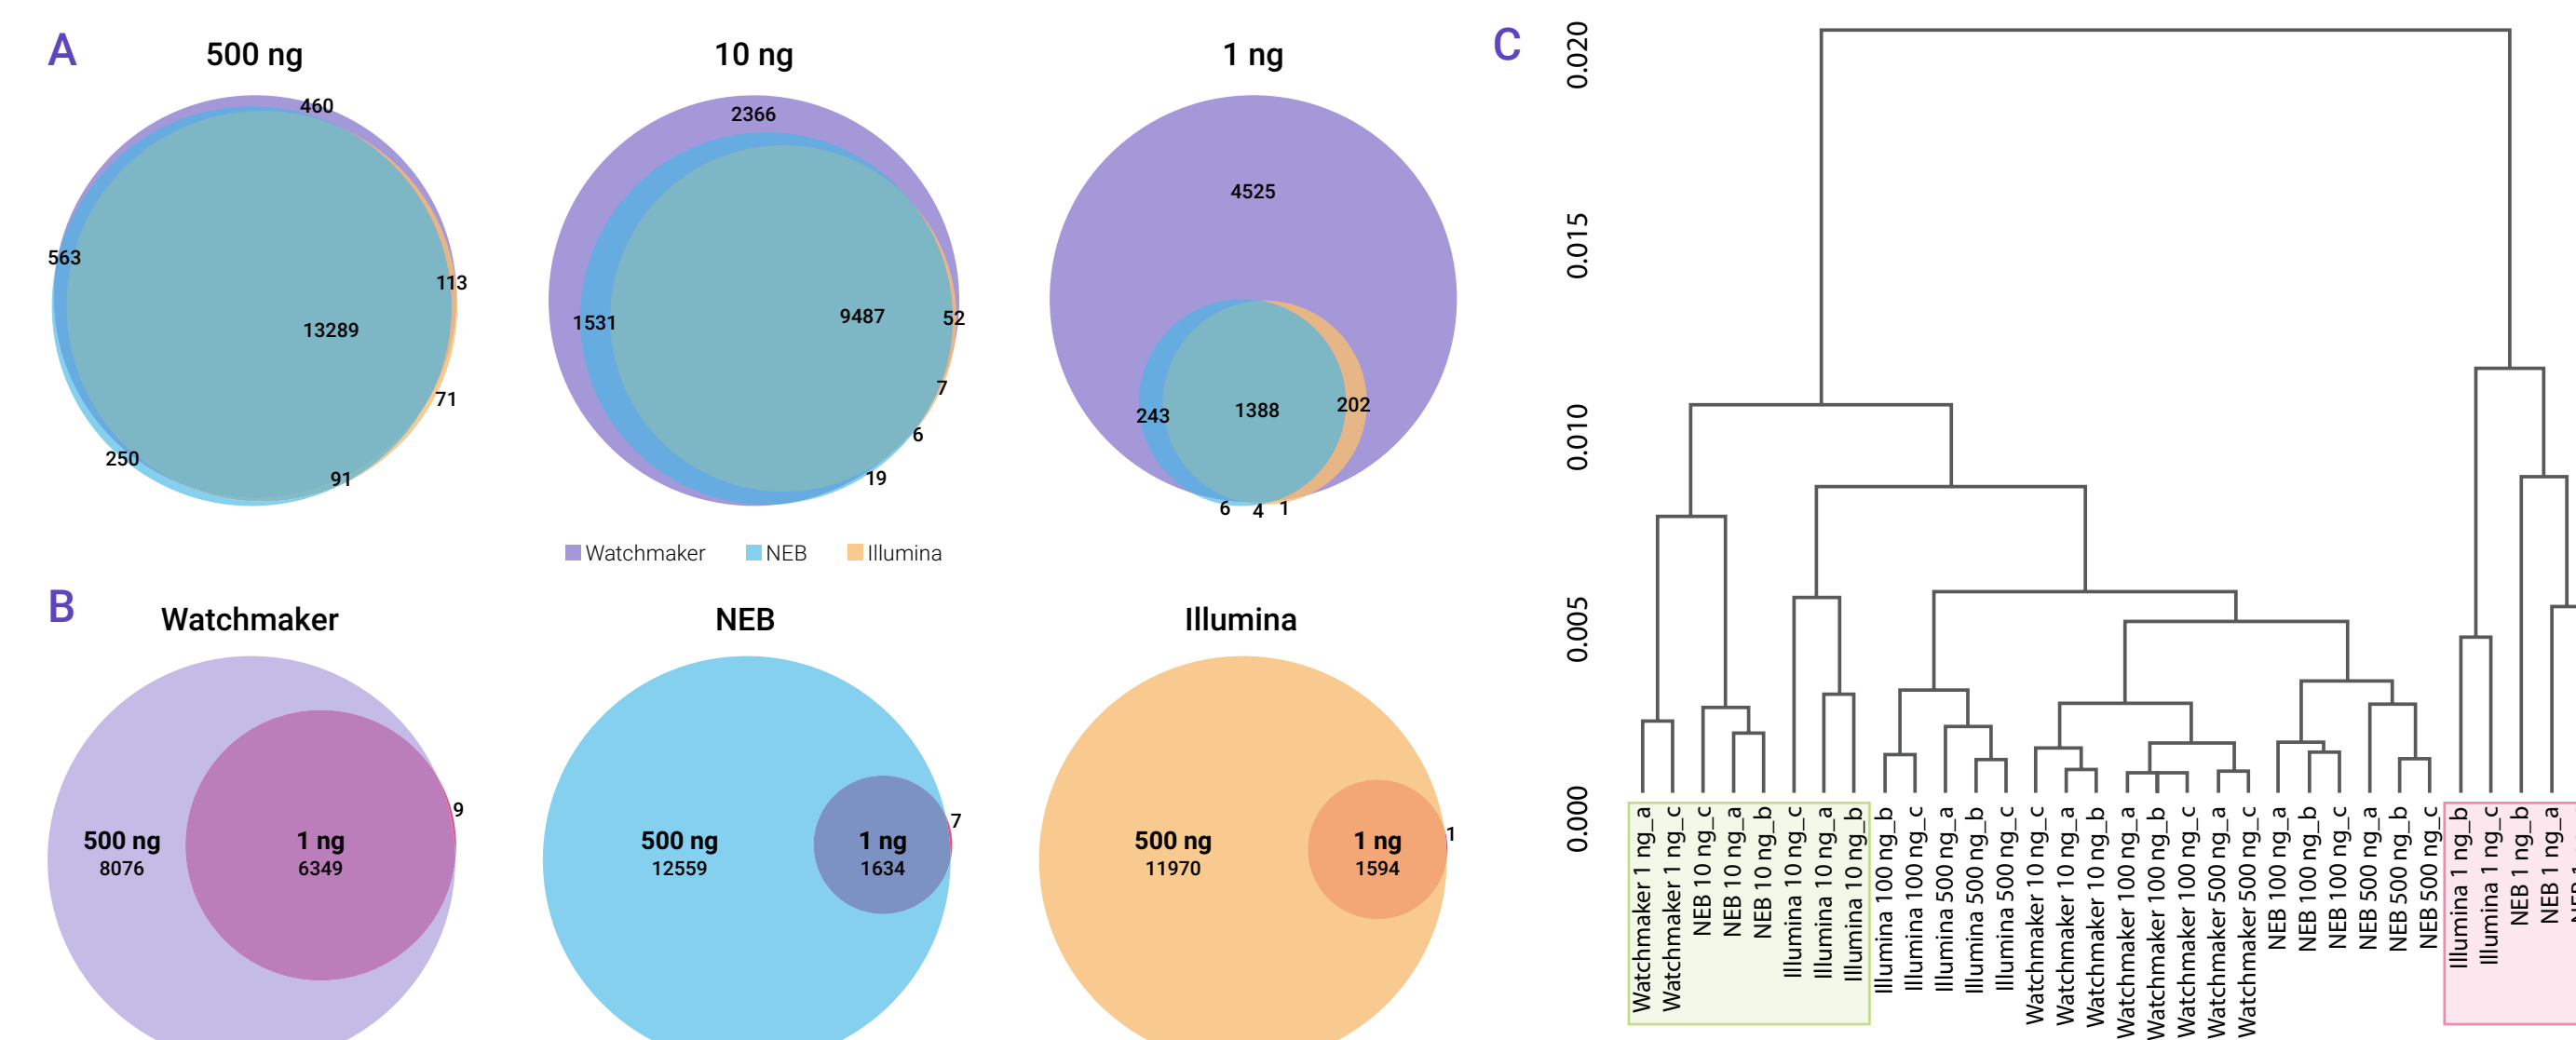 A
500 ng
10 ng
1 ng
460
563
113
13289
71
250
91
2366
1531
9487
52
7
6
19
4525
243
1388
202
6
4
1
Watchmaker
NEB
Illumina
B
Watchmaker
NEB
Illumina
500 ng
8076
1 ng
6349
9
500 ng
12559
1 ng
1634
7
500 ng
11970
1 ng
1594
1
C
0.020
0.015
0.010
0.005
0.000
Watchmaker 1 ng_a
Watchmaker 1 ng_c
NEB 10 ng_c
NEB 10 ng_a
NEB 10 ng_b
Illumina 10 ng_c
Illumina 10 ng_a
Illumina 10 ng_b
Illumina 100 ng_b
Illumina 100 ng_c
Illumina 500 ng_a
Illumina 500 ng_b
Illumina 500 ng_c
Watchmaker 10 ng_c
Watchmaker 10 ng_a
Watchmaker 10 ng_b
Watchmaker 100 ng_a
Watchmaker 100 ng_b
Watchmaker 100 ng_c
Watchmaker 500 ng_a
Watchmaker 500 ng_c
NEB 100 ng_a
NEB 100 ng_b
NEB 100 ng_c
NEB 500 ng_a
NEB 500 ng_b
NEB 500 ng_c
Illumina 1 ng_b
Illumina 1 ng_c
NEB 1 ng_b
NEB 1 ng_a